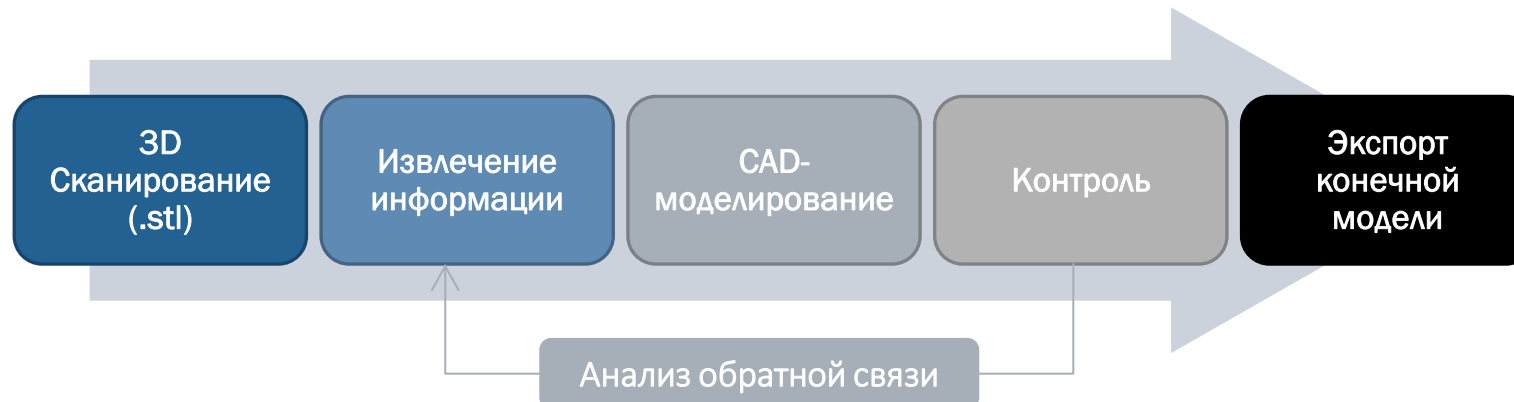 3D
Сканирование
(.stl)
Извлечение
информации
CAD-
моделирование
Контроль
Экспорт
конечной
модели
Анализ обратной связи